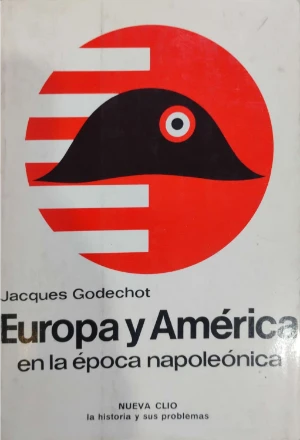 Jacques Godechot
Europa y América
en la época napoleónica
NUEVA CLIO
la historia y sus problemas